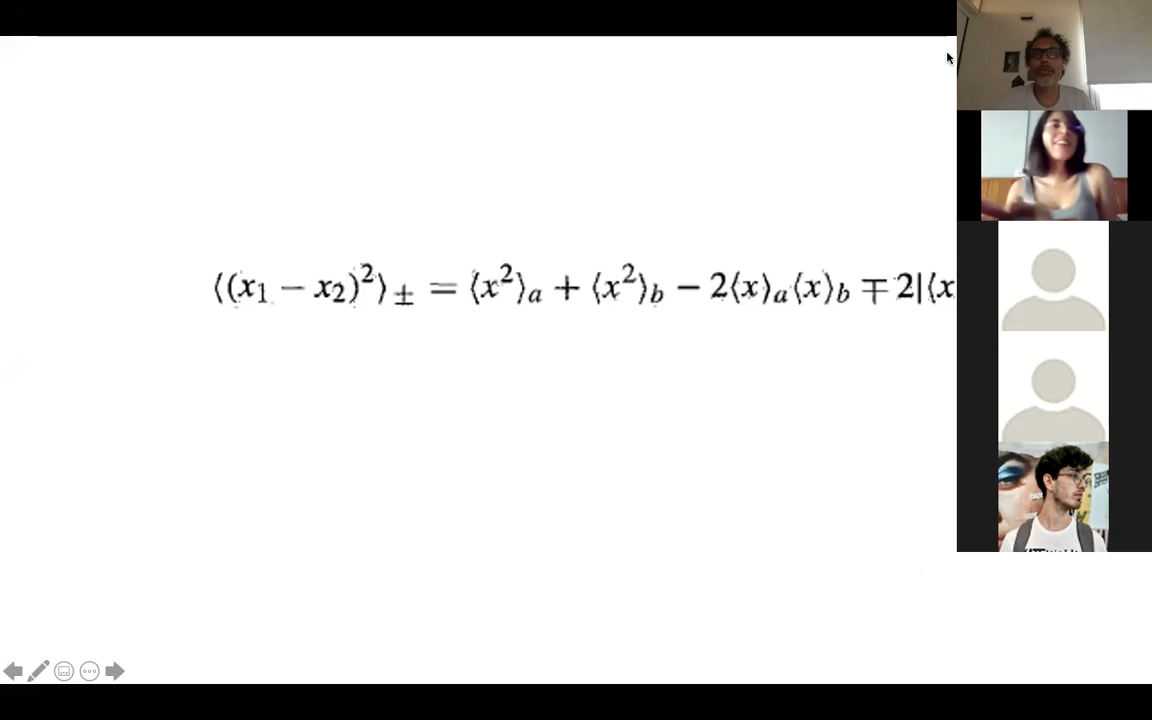 ⟨(x₁ − x₂)²⟩± = ⟨x²⟩ₐ + ⟨x²⟩b − 2⟨x⟩ₐ⟨x⟩b ∓ 2|⟨x